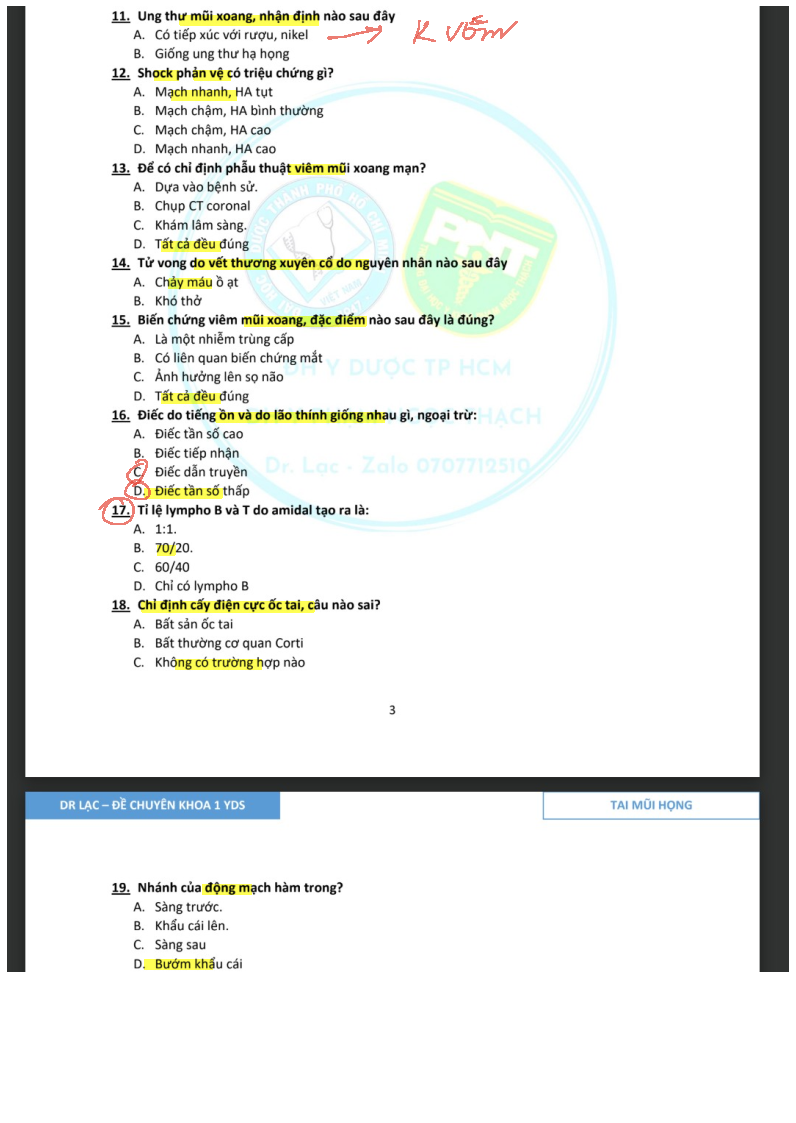 11. Ung thư mũi xoang, nhận định nào sau đây
A. Có tiếp xúc với rượu, nikel → K vòm
B. Giống ung thư hạ họng
12. Shock phản vệ có triệu chứng gì?
A. Mạch nhanh, HA tụt
B. Mạch chậm, HA bình thường
C. Mạch chậm, HA cao
D. Mạch nhanh, HA cao
13. Để có chỉ định phẫu thuật viêm mũi xoang mạn?
A. Dựa vào bệnh sử.
B. Chụp CT coronal
C. Khám lâm sàng.
D. Tất cả đều đúng
14. Tử vong do vết thương xuyên cổ do nguyên nhân nào sau đây
A. Chảy máu ồ ạt
B. Khó thở
15. Biến chứng viêm mũi xoang, đặc điểm nào sau đây là đúng?
A. Là một nhiễm trùng cấp
B. Có liên quan biến chứng mắt
C. Ảnh hưởng lên sọ não
D. Tất cả đều đúng
ĐH Y DƯỢC TP HCM
16. Điếc do tiếng ồn và do lão thính giống nhau gì, ngoại trừ:
A. Điếc tần số cao
B. Điếc tiếp nhận
C. Điếc dẫn truyền
D. Điếc tần số thấp
Dr. Lạc - Zalo 0707712510
17. Tỉ lệ lympho B và T do amidal tạo ra là:
A. 1:1.
B. 70/20.
C. 60/40
D. Chỉ có lympho B
18. Chỉ định cấy điện cực ốc tai, câu nào sai?
A. Bất sản ốc tai
B. Bất thường cơ quan Corti
C. Không có trường hợp nào
3
DR LẠC – ĐỀ CHUYÊN KHOA 1 YDS
TAI MŨI HỌNG
19. Nhánh của động mạch hàm trong?
A. Sàng trước.
B. Khẩu cái lên.
C. Sàng sau
D. Bướm khẩu cái